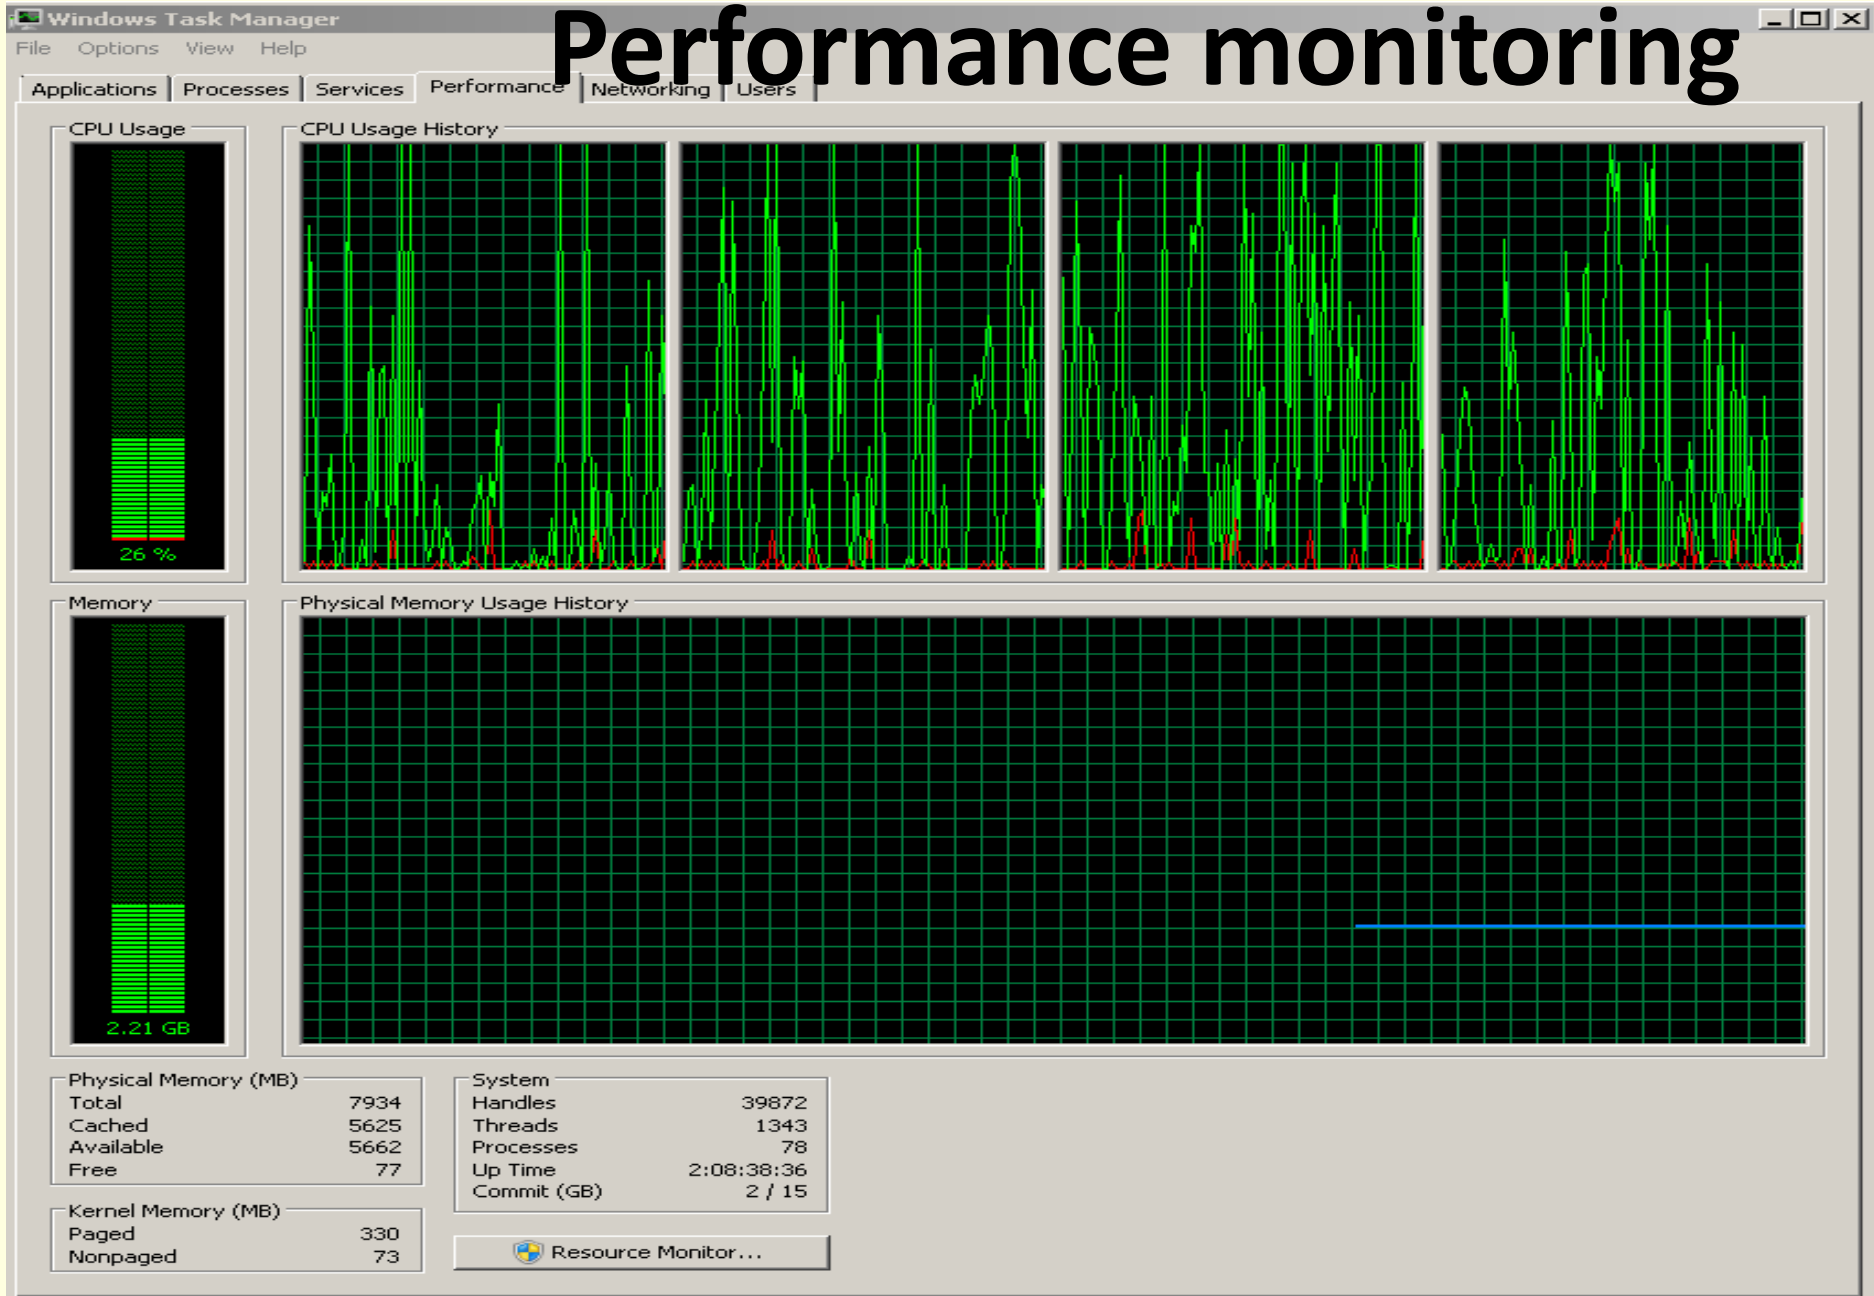 Performance monitoring
Windows Task Manager
File Options View Help
Applications Processes Services Performance Networking Users
CPU Usage
CPU Usage History
26 %
Memory
Physical Memory Usage History
2.21 GB
Physical Memory (MB)
Total 7934
Cached 5625
Available 5662
Free 77
Kernel Memory (MB)
Paged 330
Nonpaged 73
System
Handles 39872
Threads 1343
Processes 78
Up Time 2:08:38:36
Commit (GB) 2 / 15
Resource Monitor...